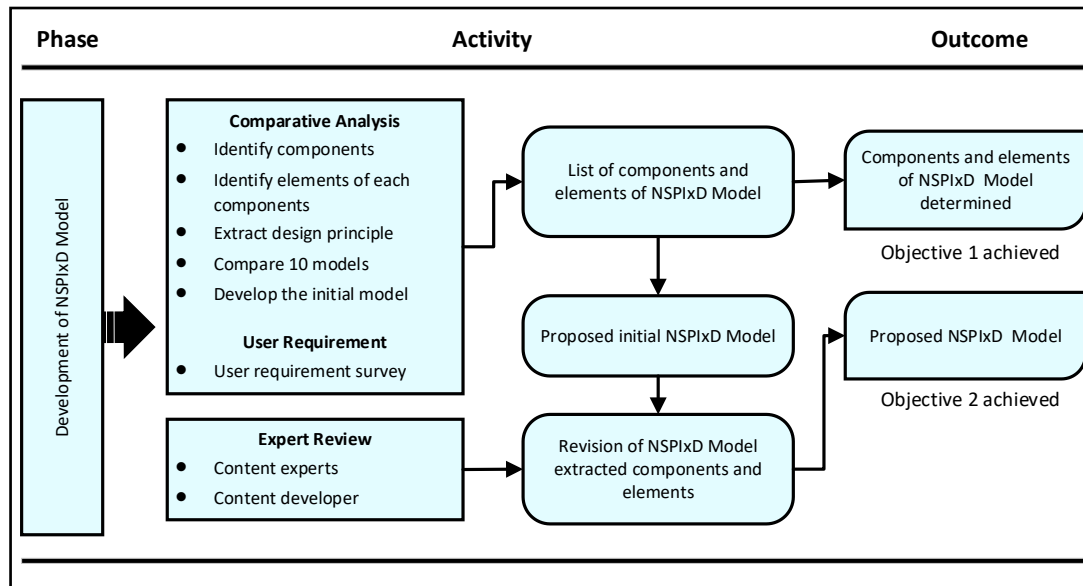 Phase
Activity
Outcome
Development of NSPIxD Model
Comparative Analysis
● Identify components
● Identify elements of each
components
● Extract design principle
● Compare 10 models
● Develop the initial model
User Requirement
● User requirement survey
Expert Review
● Content experts
● Content developer
List of components and
elements of NSPIxD Model
Proposed initial NSPIxD Model
Revision of NSPIxD Model
extracted components and
elements
Components and elements
of NSPIxD Model
determined
Objective 1 achieved
Proposed NSPIxD Model
Objective 2 achieved